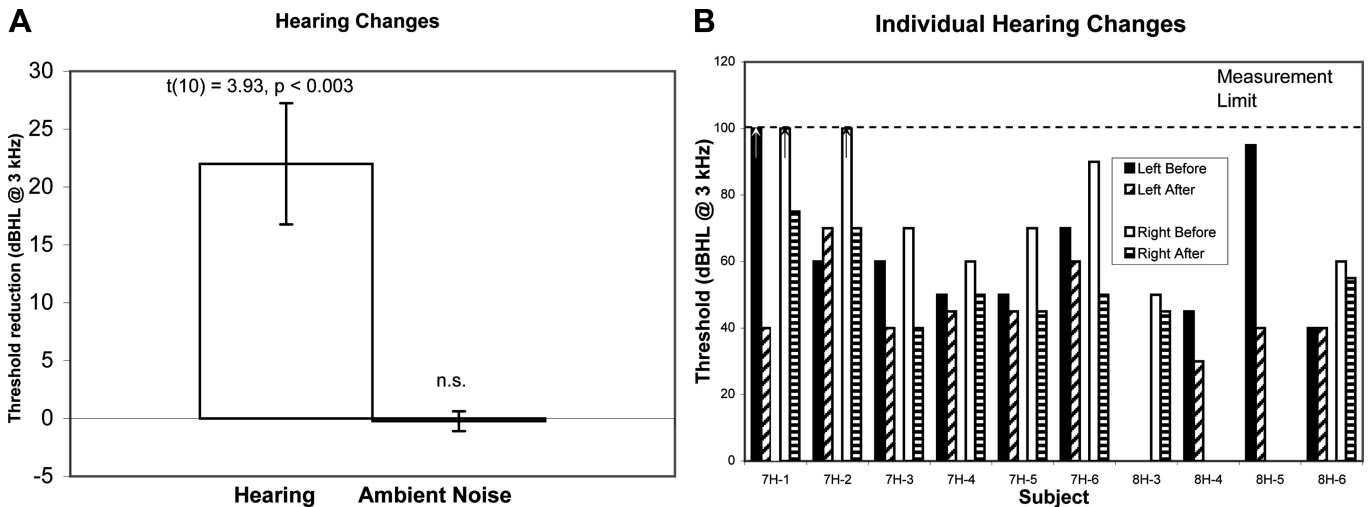 A
Hearing Changes
Threshold reduction (dBHL @ 3 kHz)
30
25
20
15
10
5
0
-5
t(10) = 3.93, p < 0.003
n.s.
Hearing Ambient Noise
B
Individual Hearing Changes
Threshold (dBHL @ 3 kHz)
120
100
80
60
40
20
0
Measurement
Limit
Left Before
Left After
Right Before
Right After
7H-1 7H-2 7H-3 7H-4 7H-5 7H-6 8H-3 8H-4 8H-5 8H-6
Subject